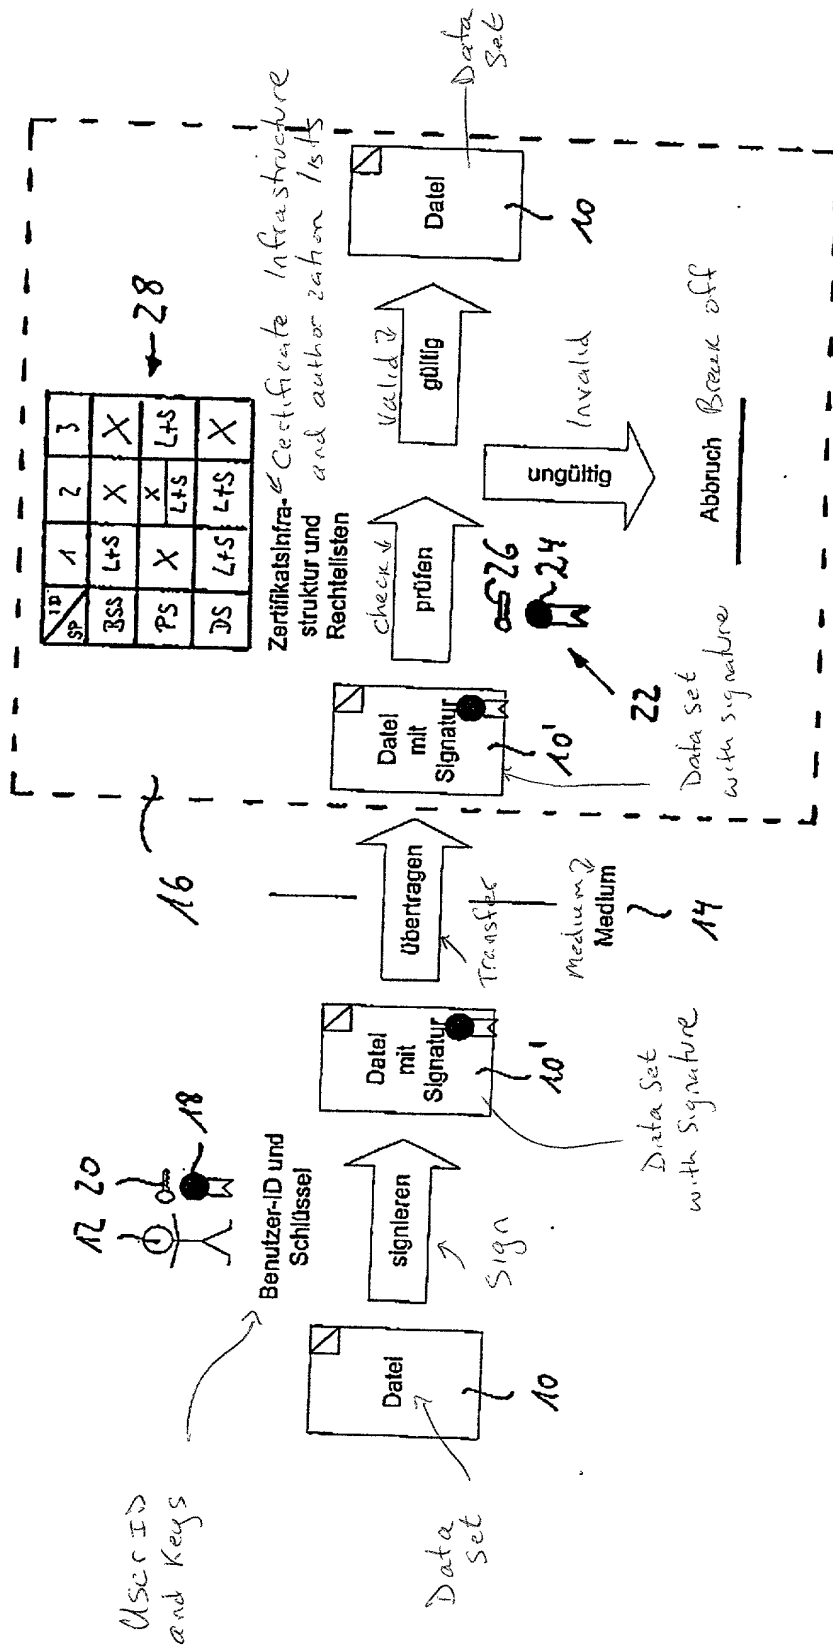 User ID
and Keys
12 20
18
Benutzer-ID und
Schlüssel
Datei
10
Data
Set
signieren
Sign
Datei
mit
Signatur
10'
Data Set
with Signature
übertragen
Transfer
Medium
Medium
14
16
ID
SP
1 2 3
BSS L+S X X
PS X X L+S L+S
DS L+S L+S X
28
Zertifikatsinfra-
struktur und
Rechtelisten
Certificate Infrastructure
and authorization lists
Datei
mit
Signatur
10'
Data Set
with signature
check
prüfen
26
24
22
Valid
gültig
ungültig
Invalid
Abbruch Break off
Datei
10
Data
Set